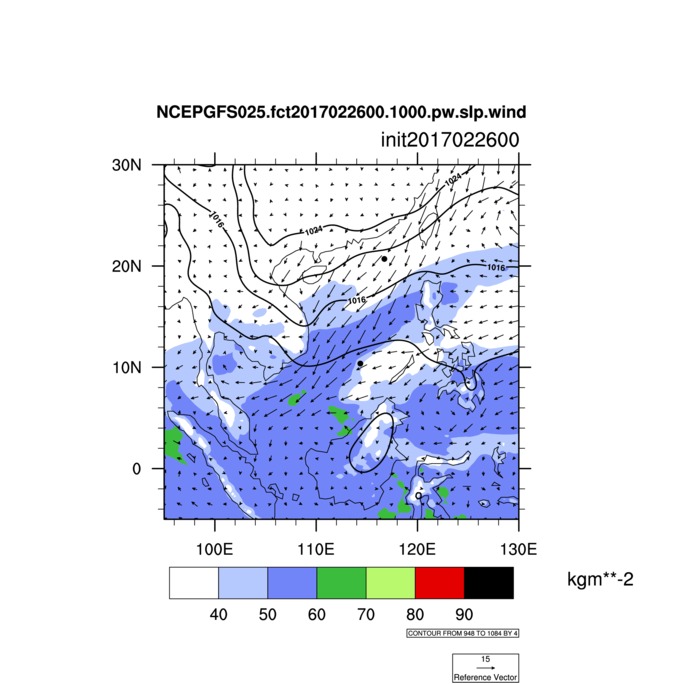 NCEPGFS025.fct2017022600.1000.pw.slp.wind
init2017022600
30N
1024
1016
1024
20N
1016
1016
10N
0
100E 110E 120E 130E
kgm**-2
40 50 60 70 80 90
CONTOUR FROM 948 TO 1084 BY 4
15
Reference Vector